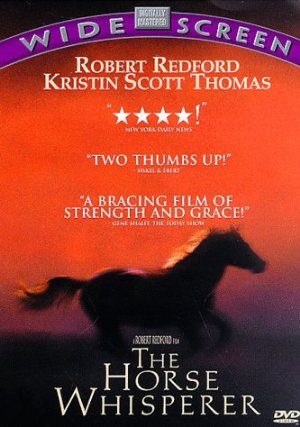 WIDE DIGITALLY MASTERED SCREEN
ROBERT REDFORD
KRISTIN SCOTT THOMAS
"★★★★!"
- NEW YORK DAILY NEWS
"TWO THUMBS UP!"
- SISKEL & EBERT
"A BRACING FILM OF
STRENGTH AND GRACE!"
- GENE SHALIT, THE TODAY SHOW
A ROBERT REDFORD FILM
THE
HORSE
WHISPERER
DVD